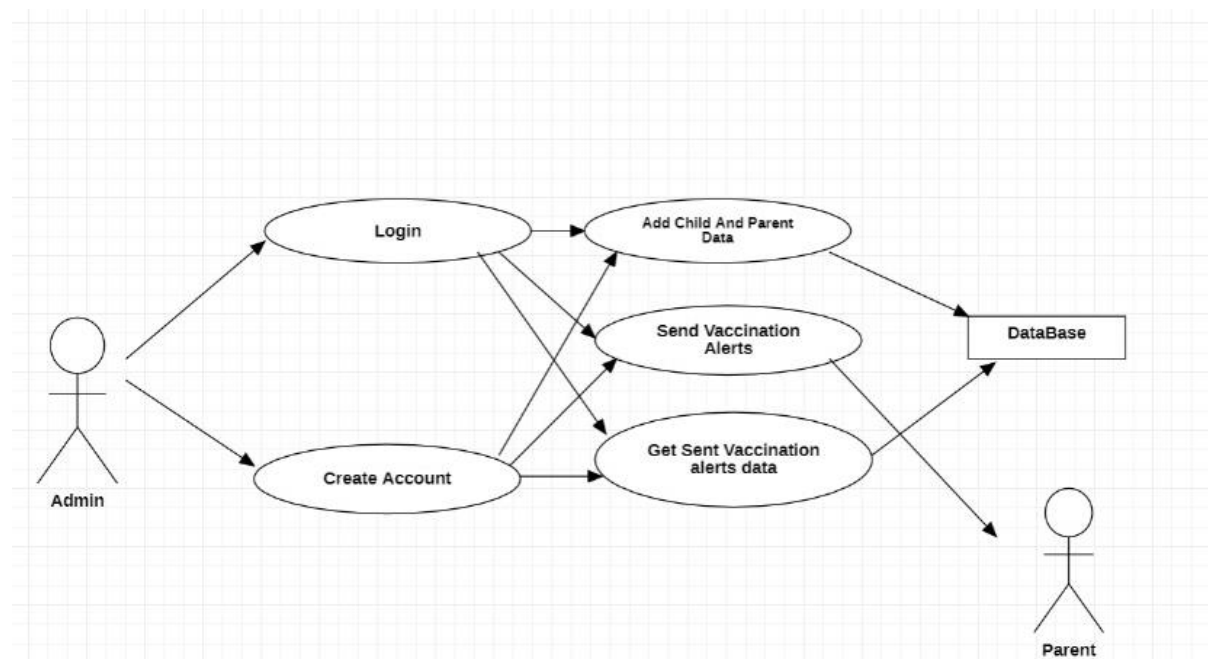 Login
Add Child And Parent
Data
Send Vaccination
Alerts
DataBase
Get Sent Vaccination
alerts data
Create Account
Admin
Parent